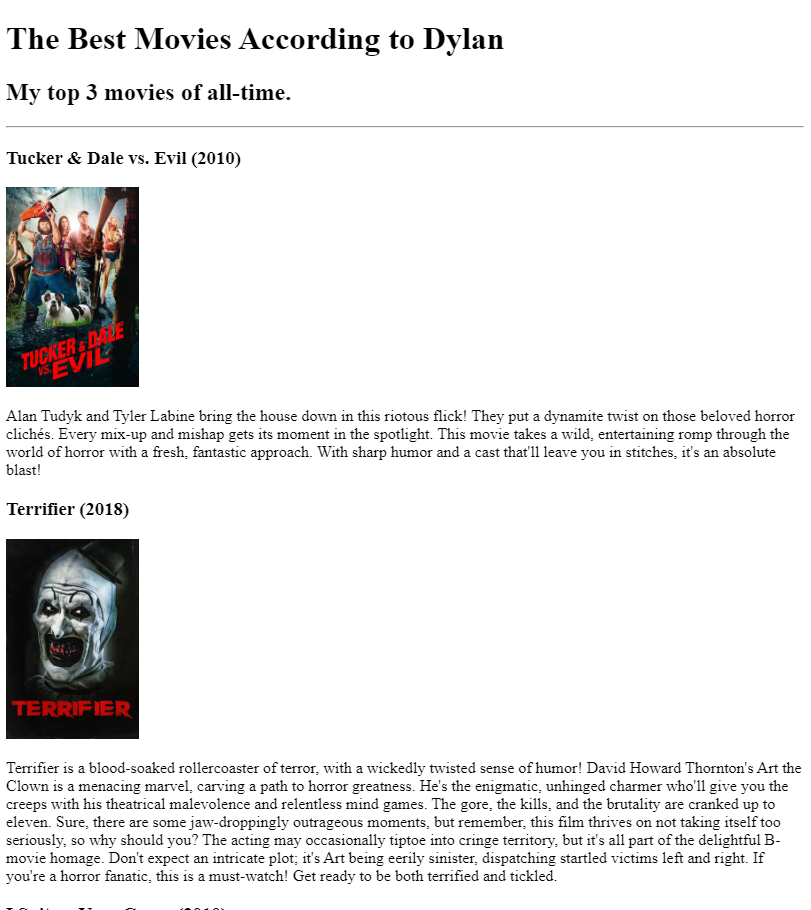 The Best Movies According to Dylan
My top 3 movies of all-time.
Tucker & Dale vs. Evil (2010)
TUCKER & DALE
VS. EVIL
Alan Tudyk and Tyler Labine bring the house down in this riotous flick! They put a dynamite twist on those beloved horror
clichés. Every mix-up and mishap gets its moment in the spotlight. This movie takes a wild, entertaining romp through the
world of horror with a fresh, fantastic approach. With sharp humor and a cast that'll leave you in stitches, it's an absolute
blast!
Terrifier (2018)
TERRIFIER
Terrifier is a blood-soaked rollercoaster of terror, with a wickedly twisted sense of humor! David Howard Thornton's Art the
Clown is a menacing marvel, carving a path to horror greatness. He's the enigmatic, unhinged charmer who'll give you the
creeps with his theatrical malevolence and relentless mind games. The gore, the kills, and the brutality are cranked up to
eleven. Sure, there are some jaw-droppingly outrageous moments, but remember, this film thrives on not taking itself too
seriously, so why should you? The acting may occasionally tiptoe into cringe territory, but it's all part of the delightful B-
movie homage. Don't expect an intricate plot; it's Art being eerily sinister, dispatching startled victims left and right. If
you're a horror fanatic, this is a must-watch! Get ready to be both terrified and tickled.